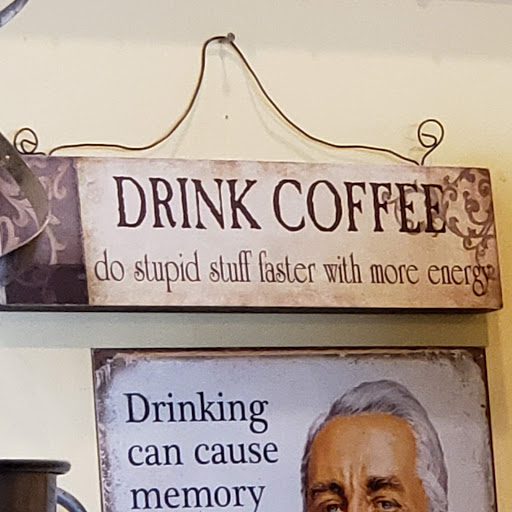 DRINK COFFEE
do stupid stuff faster with more energy
Drinking
can cause
memory